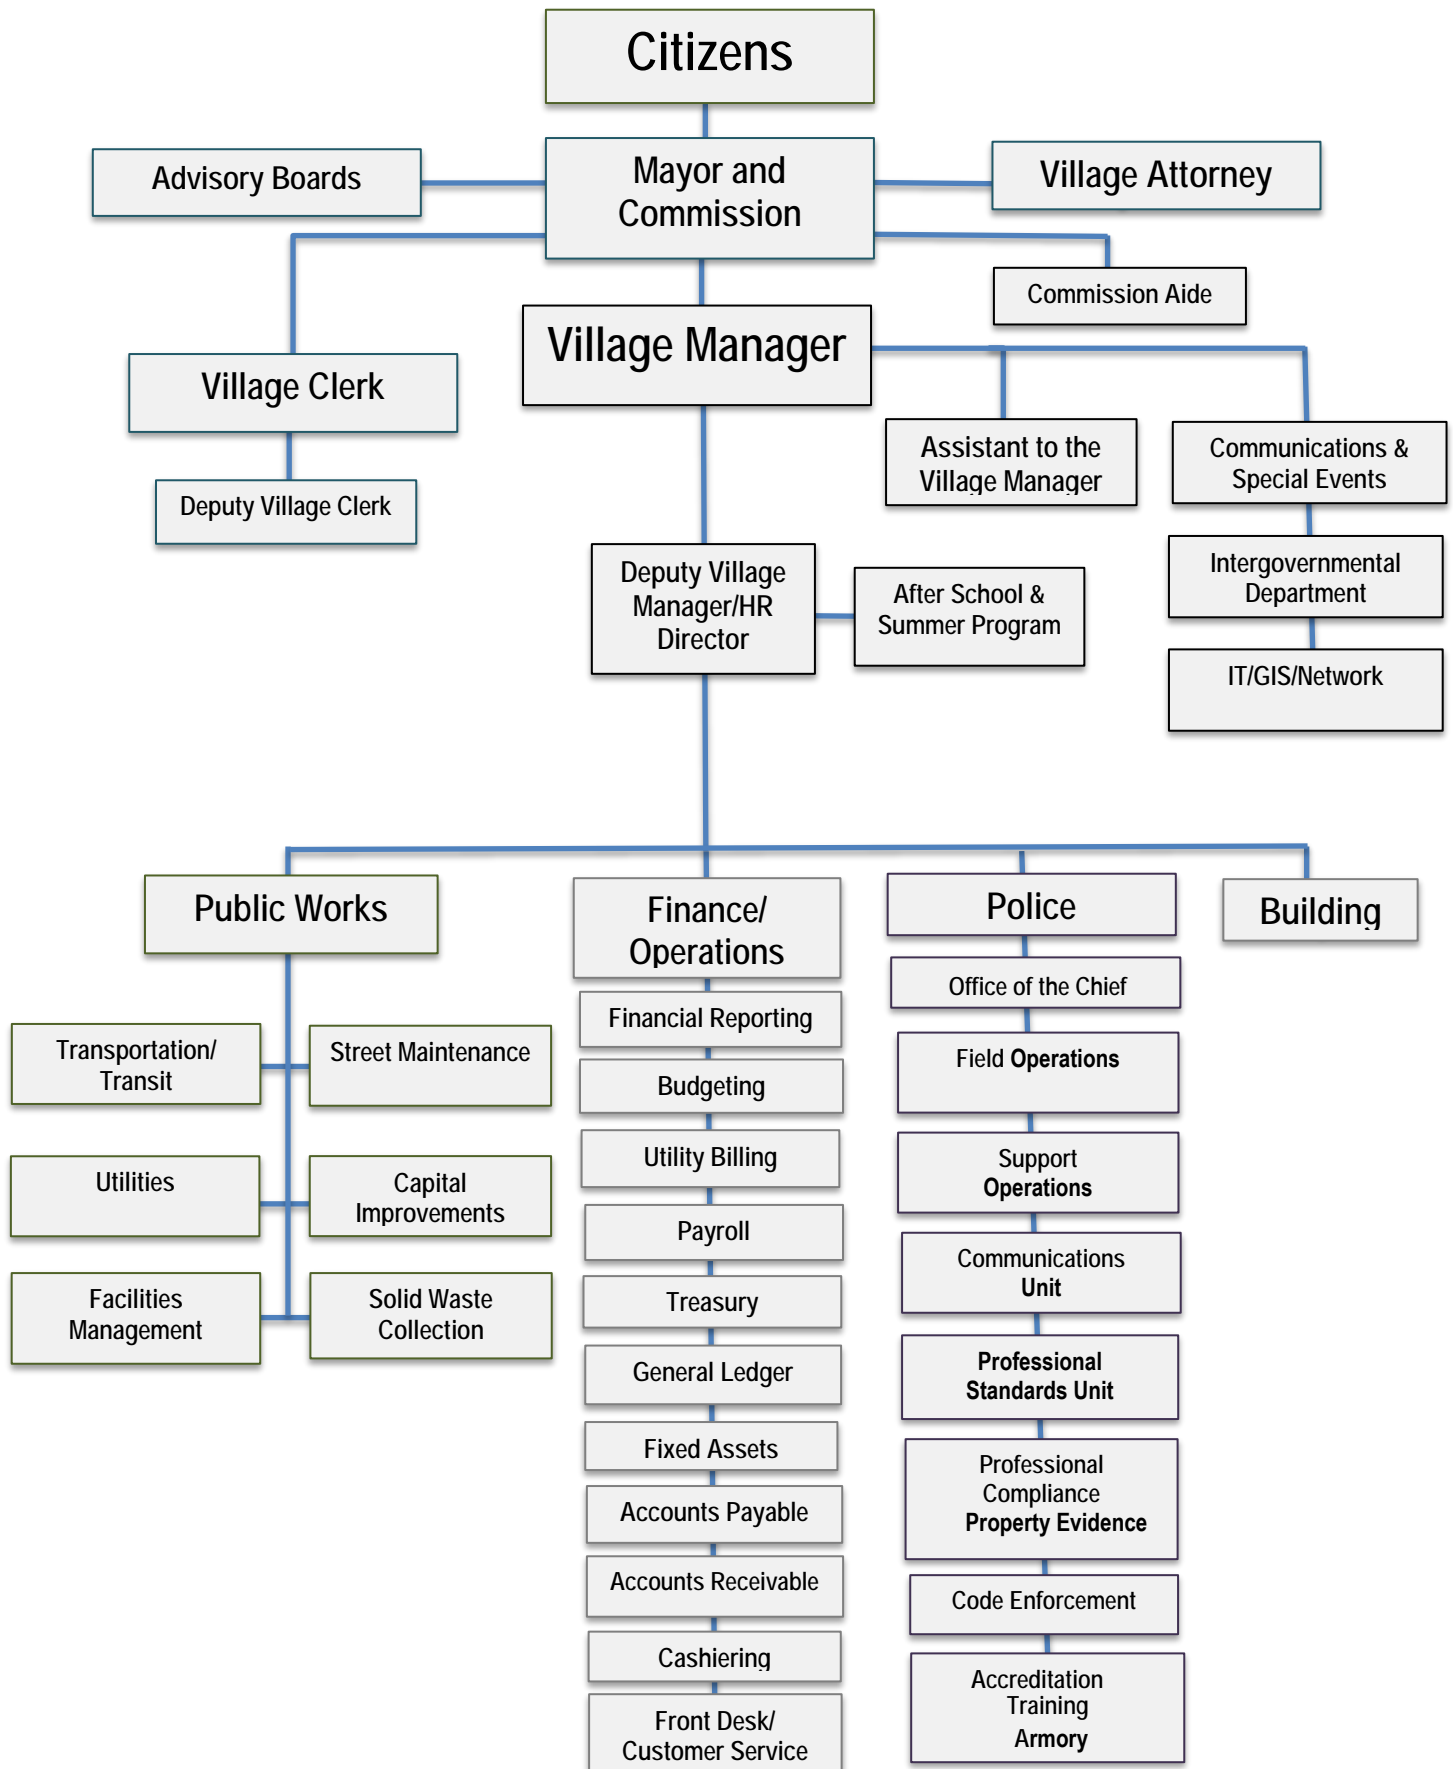 Citizens
Advisory Boards
Mayor and
Commission
Village Attorney
Commission Aide
Village Manager
Village Clerk
Deputy Village Clerk
Assistant to the
Village Manager
Communications &
Special Events
Intergovernmental
Department
IT/GIS/Network
Deputy Village
Manager/HR
Director
After School &
Summer Program
Public Works
Transportation/
Transit
Street Maintenance
Utilities
Capital
Improvements
Facilities
Management
Solid Waste
Collection
Finance/
Operations
Financial Reporting
Budgeting
Utility Billing
Payroll
Treasury
General Ledger
Fixed Assets
Accounts Payable
Accounts Receivable
Cashiering
Front Desk/
Customer Service
Police
Office of the Chief
Field Operations
Support
Operations
Communications
Unit
Professional
Standards Unit
Professional
Compliance
Property Evidence
Code Enforcement
Accreditation
Training
Armory
Building